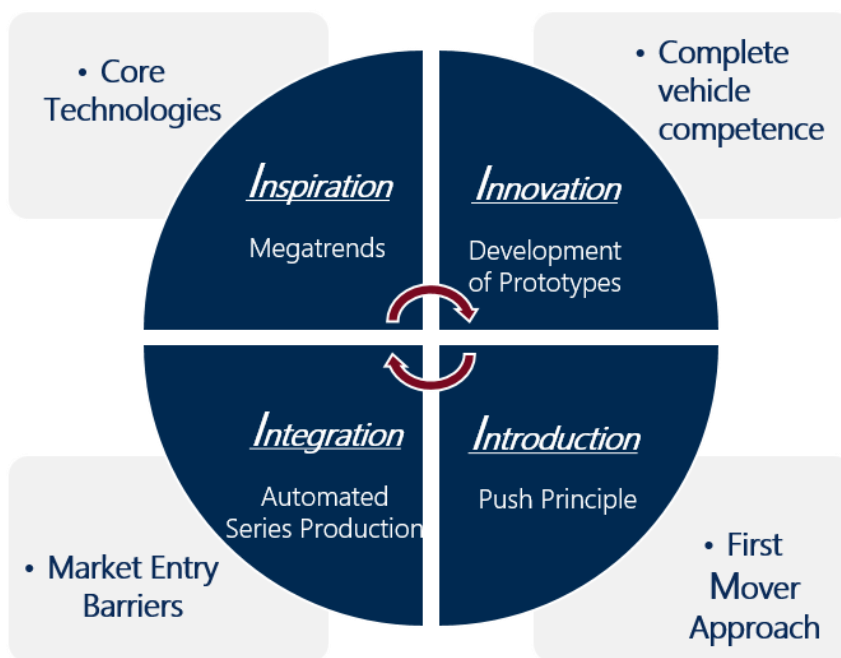 • Core
Technologies
• Complete
vehicle
competence
Inspiration
Megatrends
Innovation
Development
of Prototypes
Integration
Automated
Series Production
Introduction
Push Principle
• Market Entry
Barriers
• First
Mover
Approach